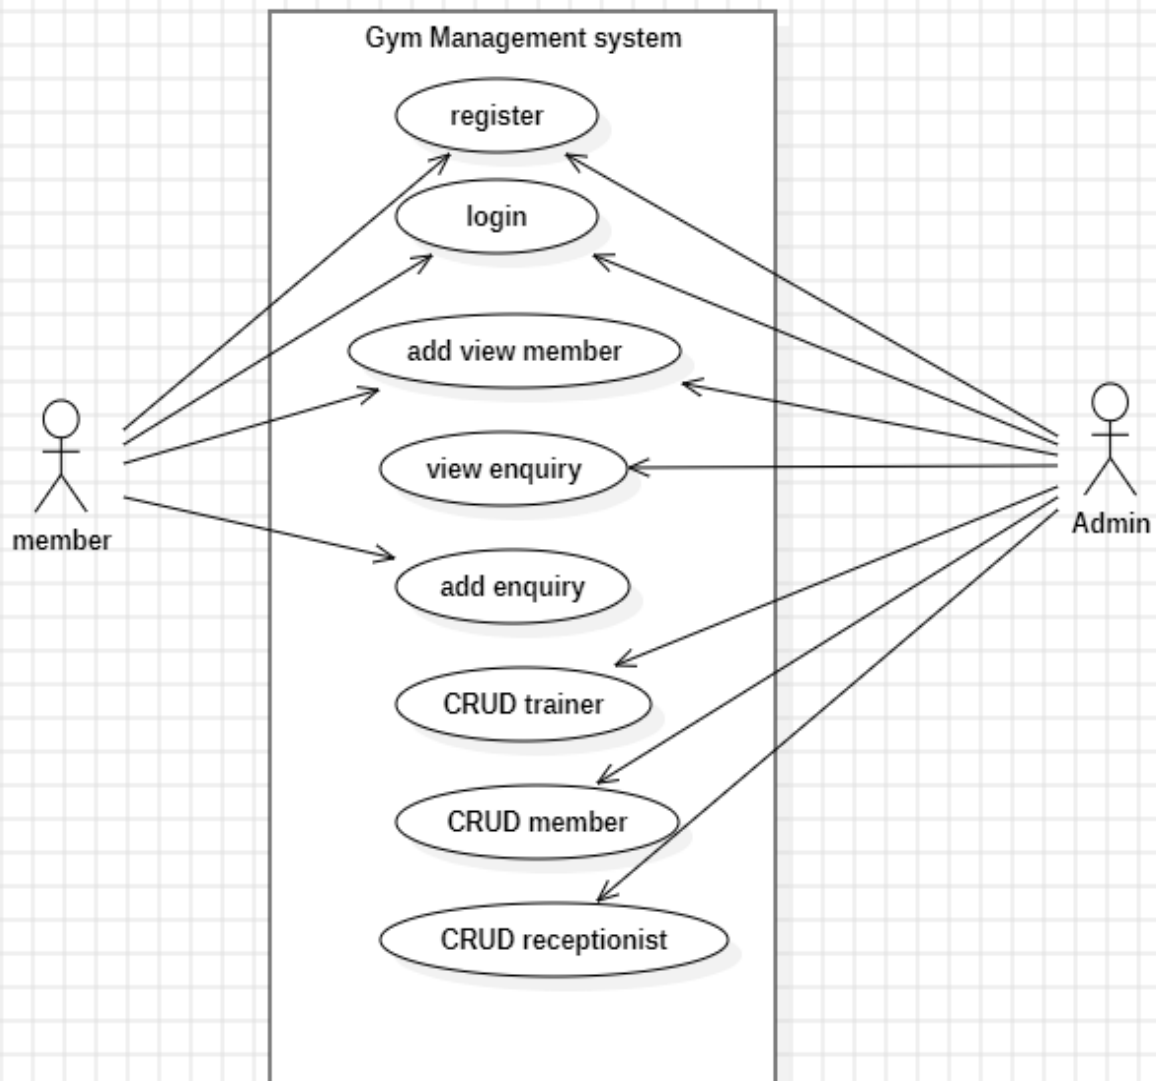 Gym Management system
register
login
add view member
view enquiry
member
Admin
add enquiry
CRUD trainer
CRUD member
CRUD receptionist